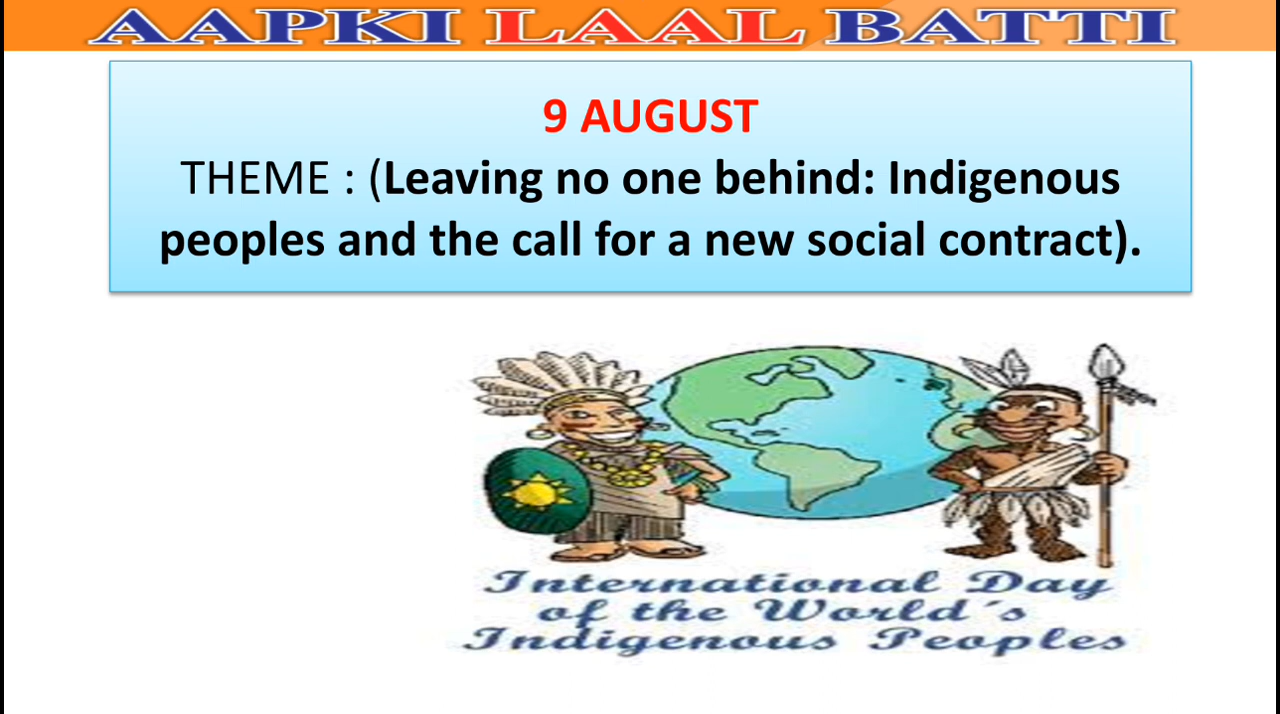 AAPKI LAAL BATTI
9 AUGUST
THEME : (Leaving no one behind: Indigenous
peoples and the call for a new social contract).
International Day
of the World´s
Indigenous Peoples